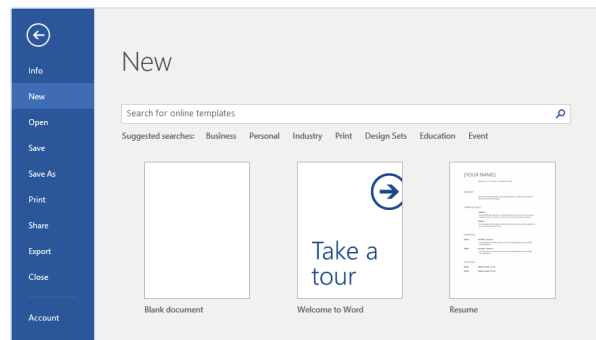 Info
New
Open
Save
Save As
Print
Share
Export
Close
Account
New
Search for online templates
Suggested searches: Business Personal Industry Print Design Sets Education Event
Take a
tour
[YOUR NAME]
Blank document Welcome to Word Resume